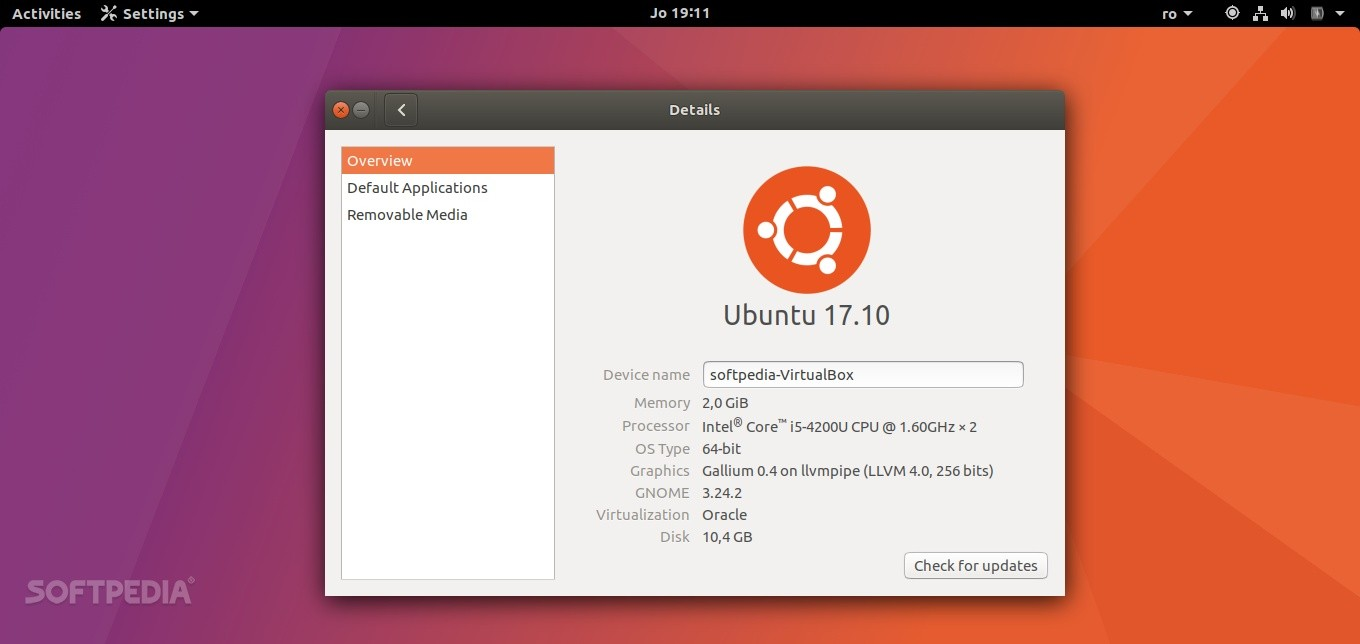 Activities Settings Jo 19:11 ro
Details
Overview
Default Applications
Removable Media
Ubuntu 17.10
Device name softpedia-VirtualBox
Memory 2,0 GiB
Processor Intel® Core™ i5-4200U CPU @ 1.60GHz × 2
OS Type 64-bit
Graphics Gallium 0.4 on llvmpipe (LLVM 4.0, 256 bits)
GNOME 3.24.2
Virtualization Oracle
Disk 10,4 GB
Check for updates
SOFTPEDIA®